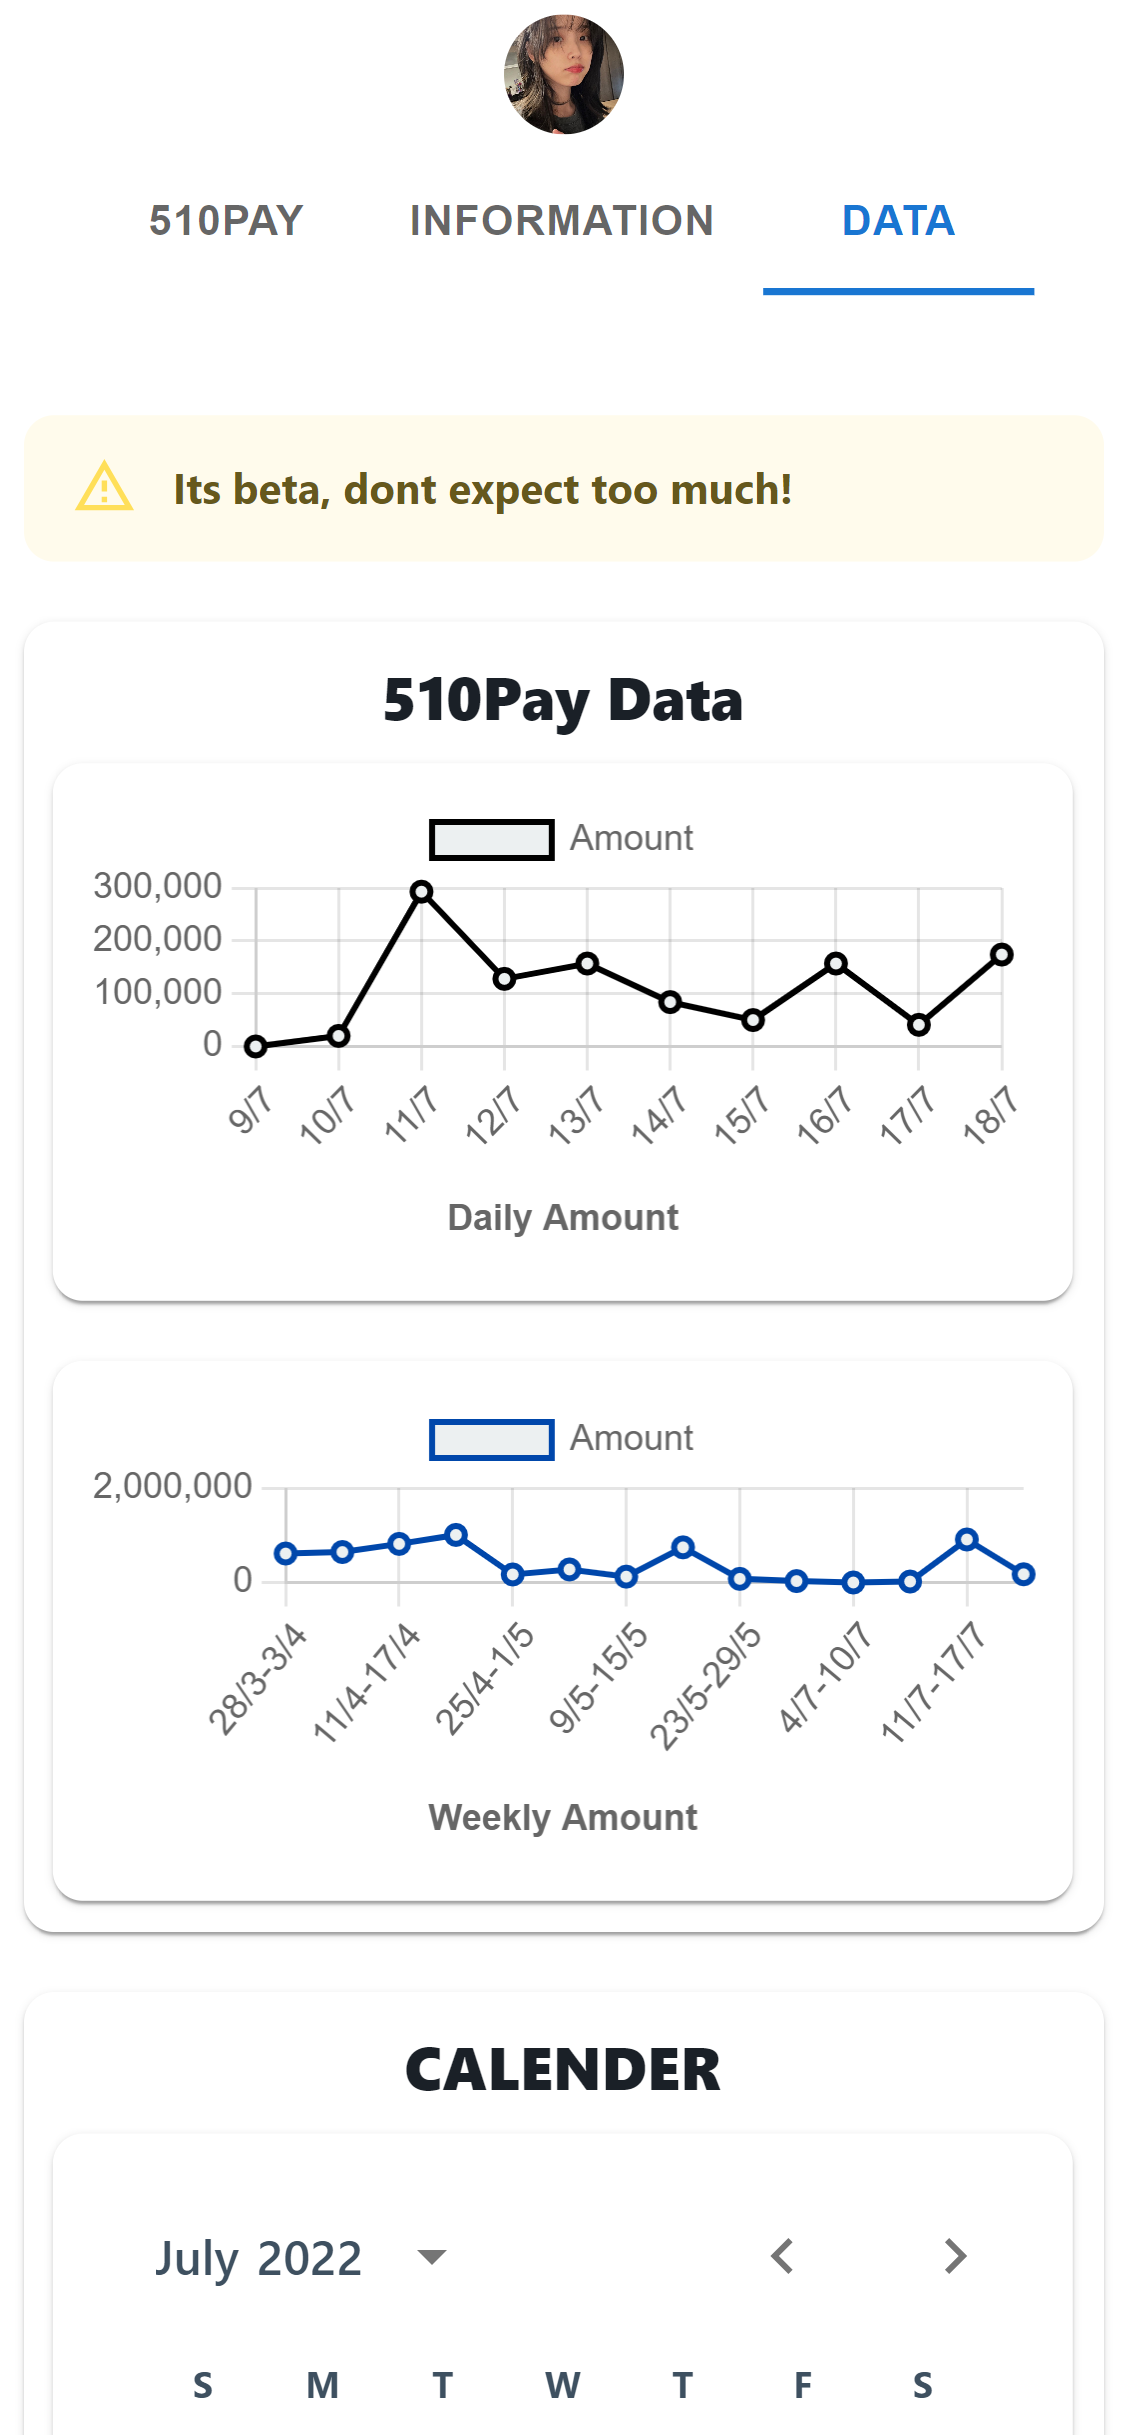 510PAY INFORMATION DATA
Its beta, dont expect too much!
510Pay Data
Amount
300,000
200,000
100,000
0
9/7 10/7 11/7 12/7 13/7 14/7 15/7 16/7 17/7 18/7
Daily Amount
Amount
2,000,000
0
28/3-3/4 11/4-17/4 25/4-1/5 9/5-15/5 23/5-29/5 4/7-10/7 11/7-17/7
Weekly Amount
CALENDER
July 2022
S M T W T F S